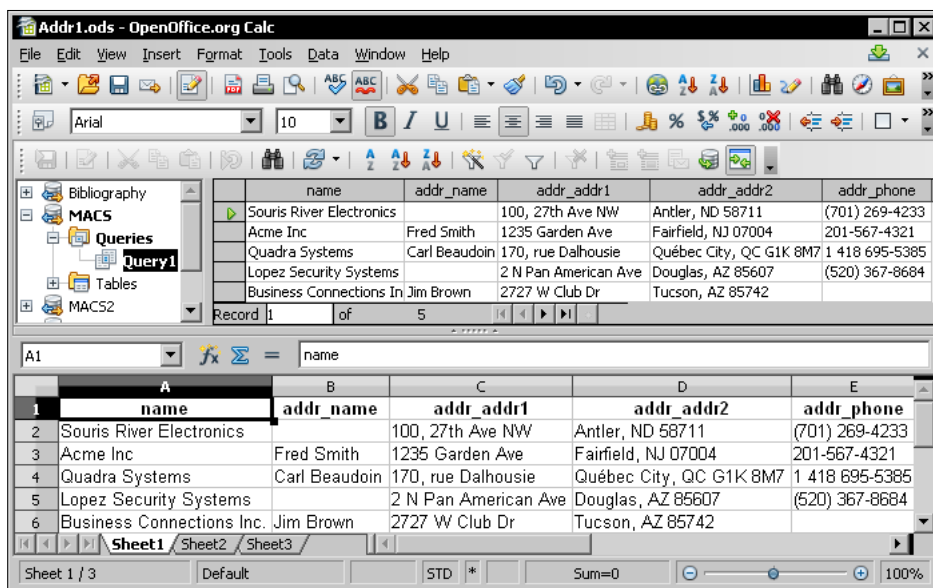 Addr1.ods - OpenOffice.org Calc
File Edit View Insert Format Tools Data Window Help
Arial 10
Bibliography
MACS
Queries
Query1
Tables
MACS2
name addr_name addr_addr1 addr_addr2 addr_phone
Souris River Electronics 100, 27th Ave NW Antler, ND 58711 (701) 269-4233
Acme Inc Fred Smith 1235 Garden Ave Fairfield, NJ 07004 201-567-4321
Quadra Systems Carl Beaudoin 170, rue Dalhousie Québec City, QC G1K 8M7 1 418 695-5385
Lopez Security Systems 2 N Pan American Ave Douglas, AZ 85607 (520) 367-8684
Business Connections In Jim Brown 2727 W Club Dr Tucson, AZ 85742
Record 1 of 5
A1 name
A B C D E
1 name addr_name addr_addr1 addr_addr2 addr_phone
2 Souris River Electronics 100, 27th Ave NW Antler, ND 58711 (701) 269-4233
3 Acme Inc Fred Smith 1235 Garden Ave Fairfield, NJ 07004 201-567-4321
4 Quadra Systems Carl Beaudoin 170, rue Dalhousie Québec City, QC G1K 8M7 1 418 695-5385
5 Lopez Security Systems 2 N Pan American Ave Douglas, AZ 85607 (520) 367-8684
6 Business Connections Inc. Jim Brown 2727 W Club Dr Tucson, AZ 85742
Sheet1 Sheet2 Sheet3
Sheet 1 / 3 Default STD * Sum=0 100%